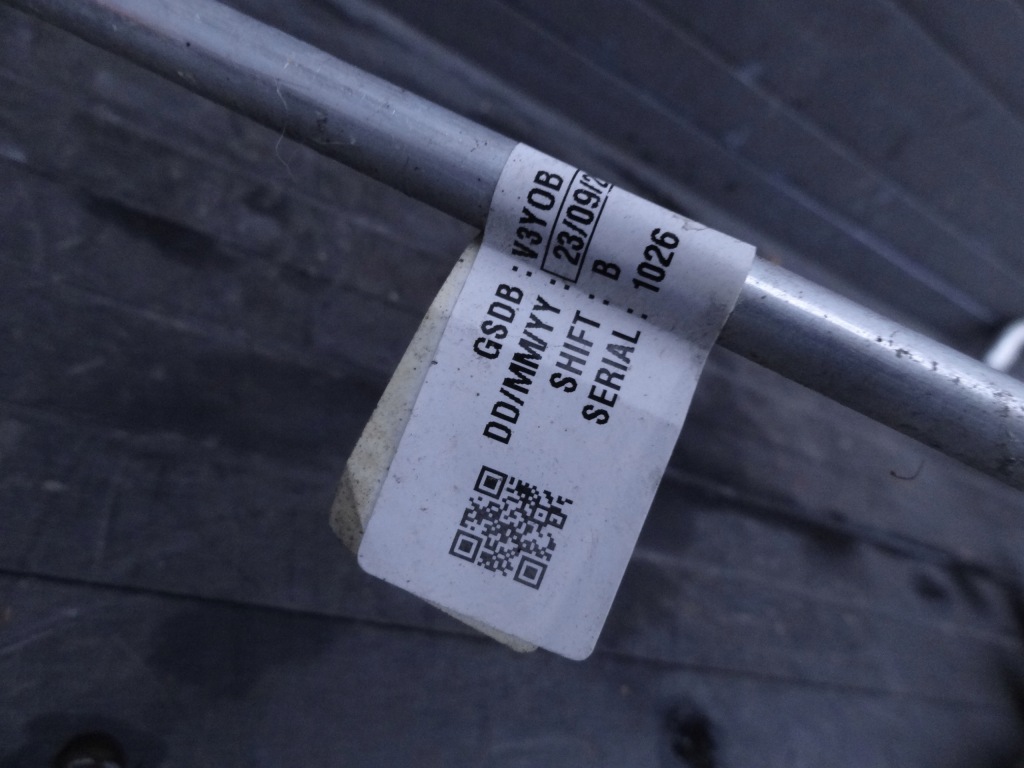 GSDB : V3YOB
DD/MM/YY : 23/09/2
SHIFT : B
SERIAL : 1026